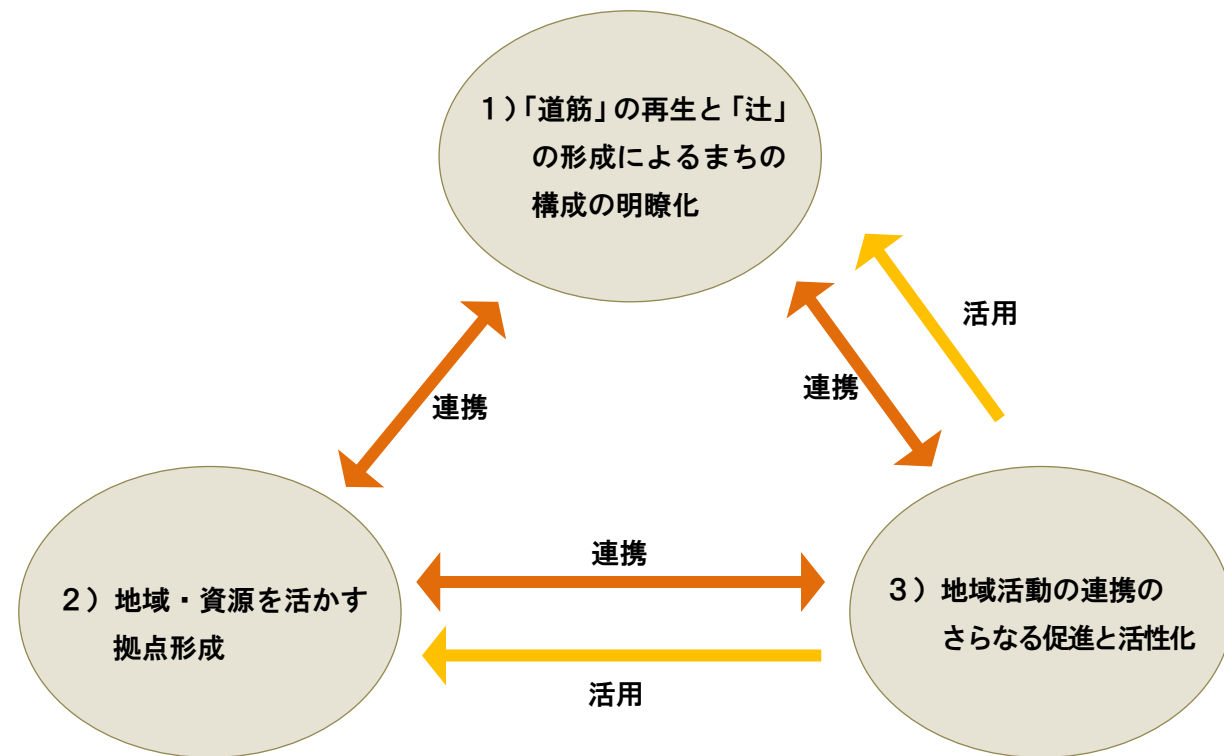 １）「道筋」の再生と「辻」
の形成によるまちの
構成の明瞭化
活用
連携
連携
連携
２）地域・資源を活かす
拠点形成
３）地域活動の連携の
さらなる促進と活性化
活用